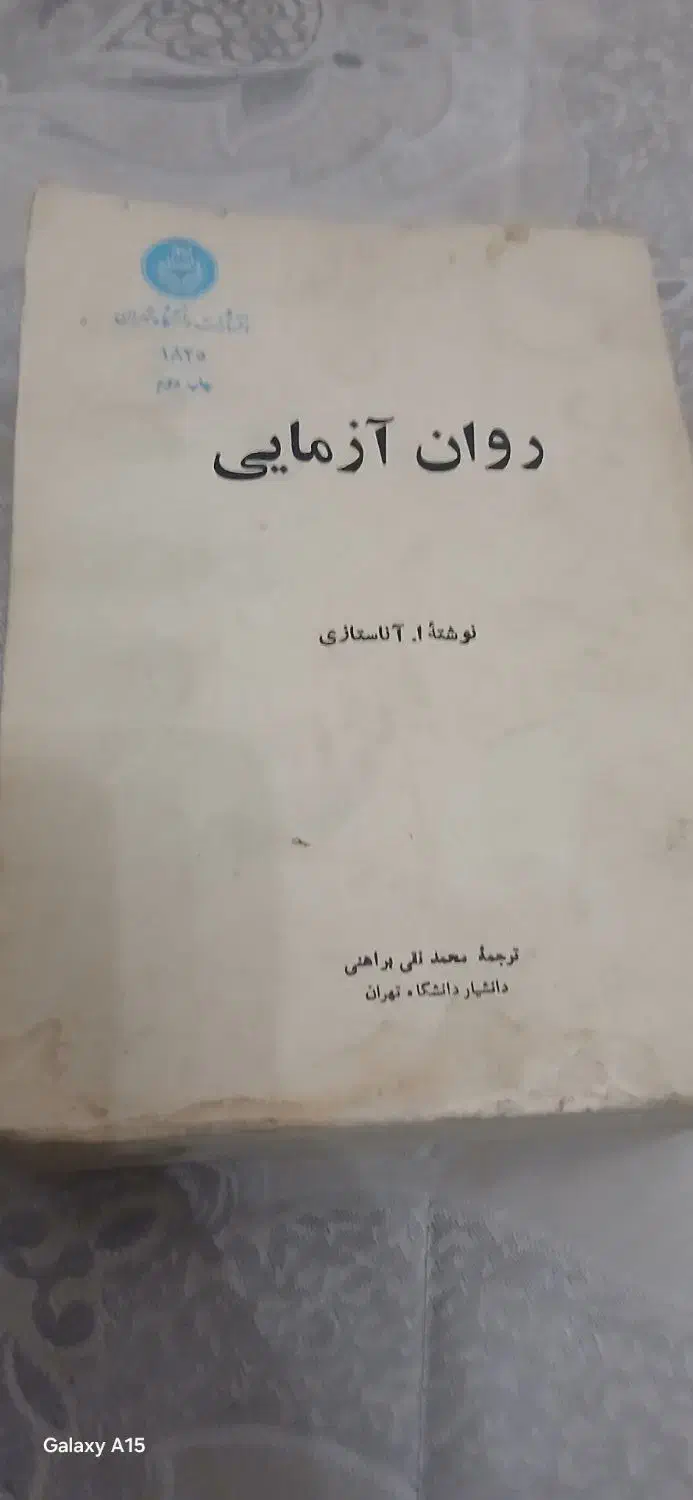 انتشارات دانشگاه تهران
۱۸۲۵
چاپ دوم
روان آزمایی
نوشتهٔ ا. آناستازی
ترجمهٔ محمد نقی براهنی
دانشیار دانشگاه تهران
Galaxy A15